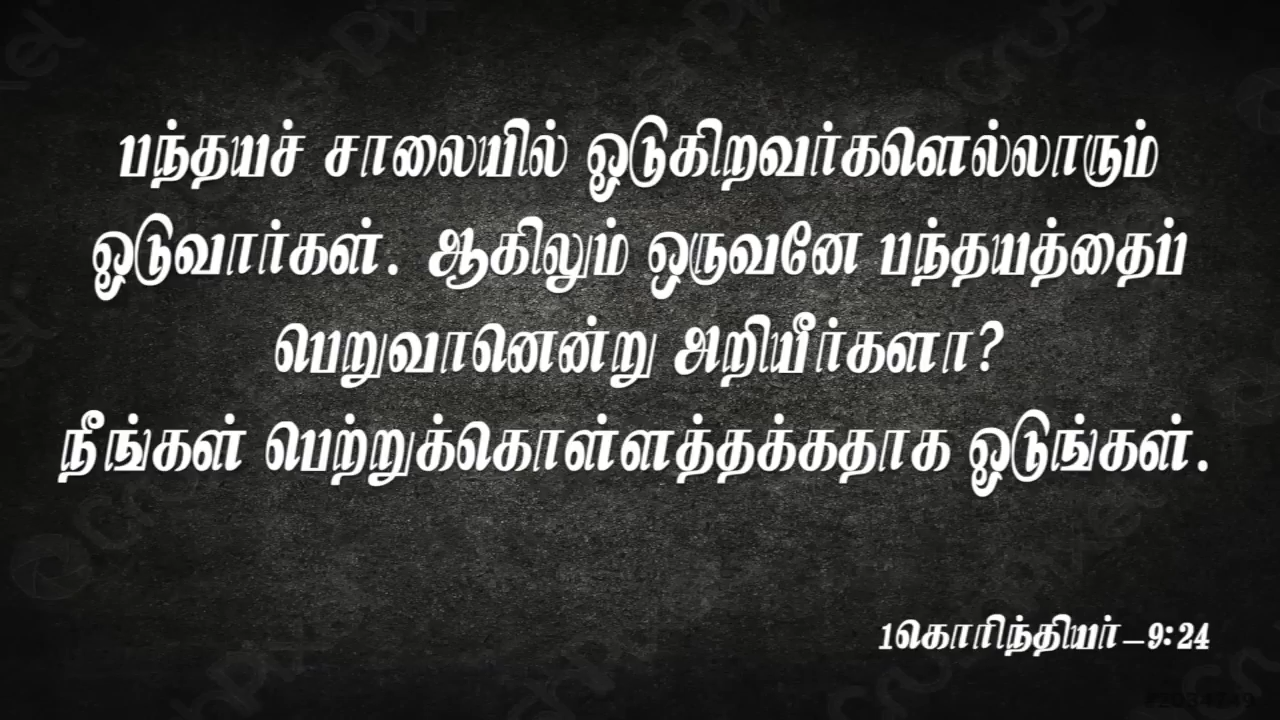 பந்தயச் சாலையில் ஓடுகிறவர்களெல்லாரும்
ஓடுவார்கள். ஆகிலும் ஒருவனே பந்தயத்தைப்
பெறுவானென்று அறியீர்களா?
நீங்கள் பெற்றுக்கொள்ளத்தக்கதாக ஓடுங்கள்.
1கொரிந்தியர்–9:24